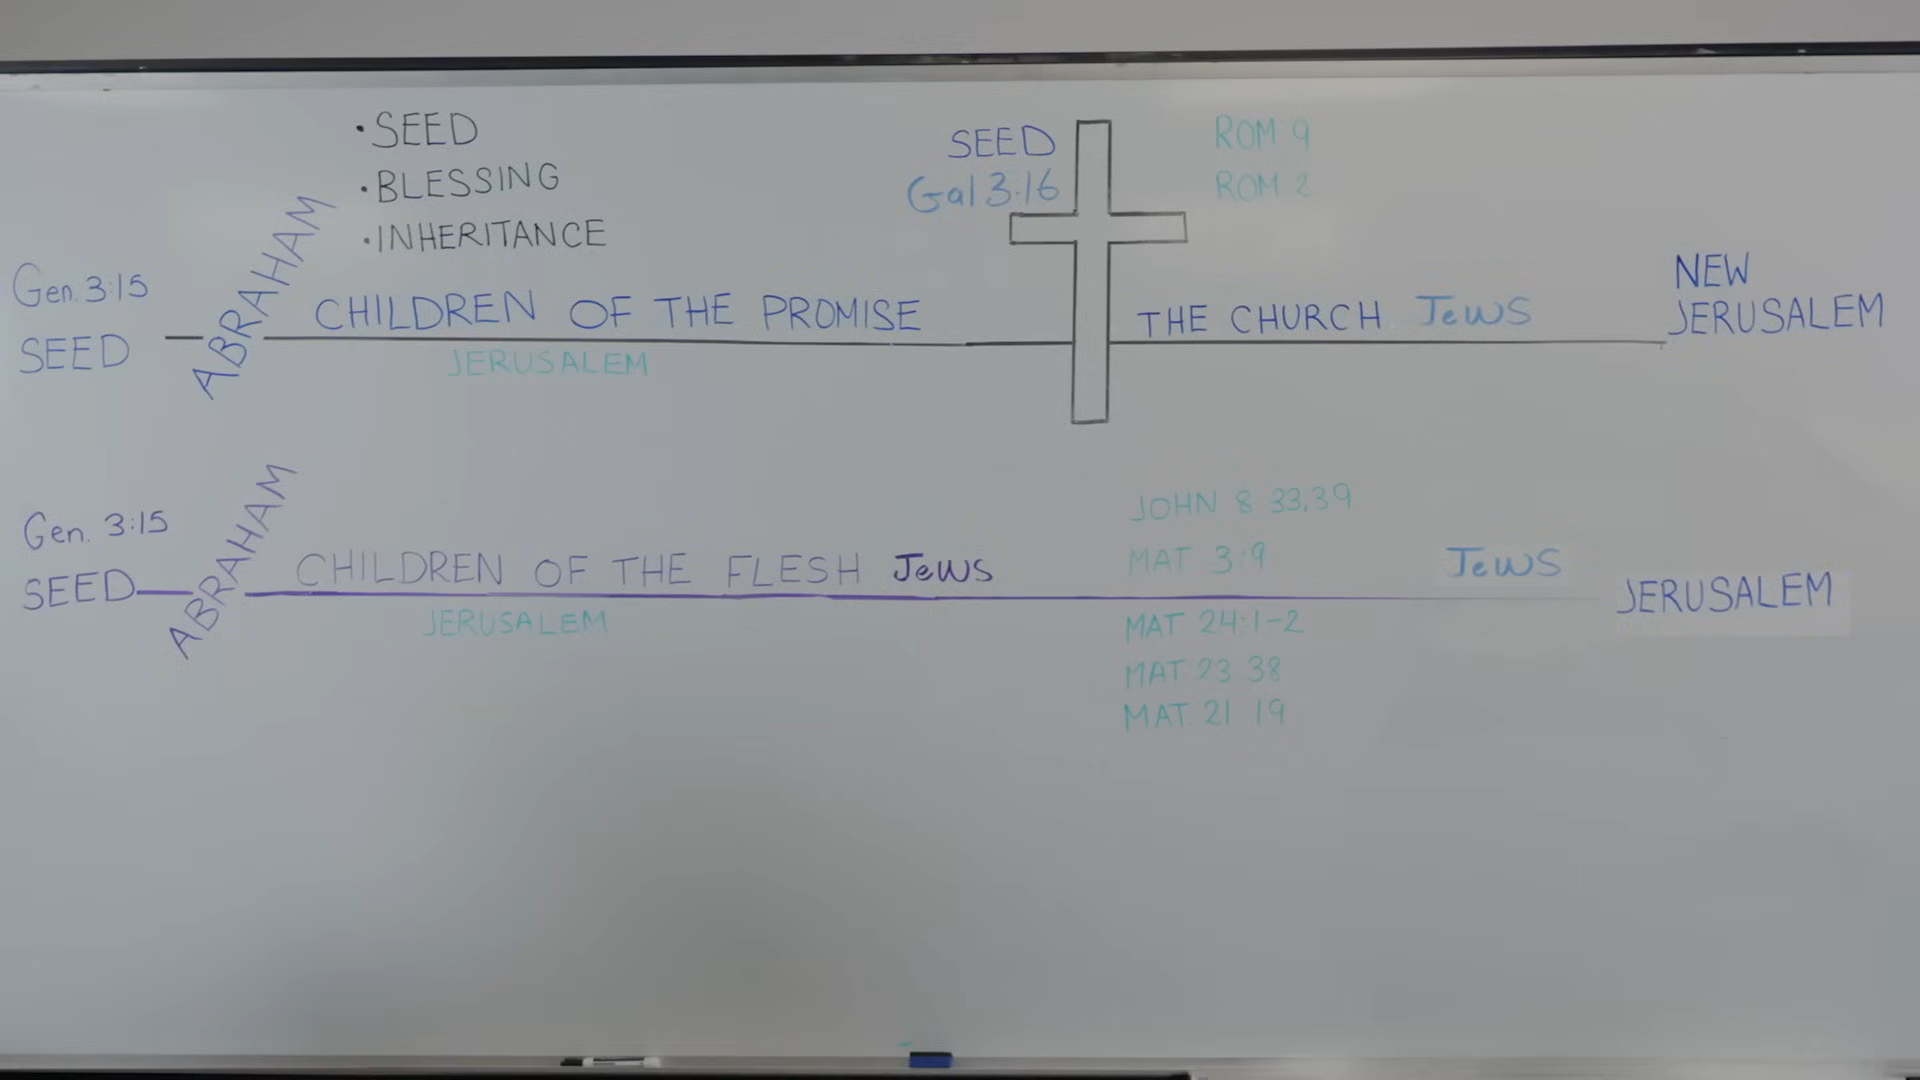 • SEED
• BLESSING
• INHERITANCE
SEED
Gal 3:16
ROM 9
ROM 2
Gen. 3:15
SEED
ABRAHAM
CHILDREN OF THE PROMISE
JERUSALEM
THE CHURCH Jews
NEW
JERUSALEM
Gen. 3:15
SEED
ABRAHAM
CHILDREN OF THE FLESH Jews
JERUSALEM
JOHN 8 33,39
MAT 3:9
MAT 24:1-2
MAT 23 38
MAT 21 19
Jews
JERUSALEM